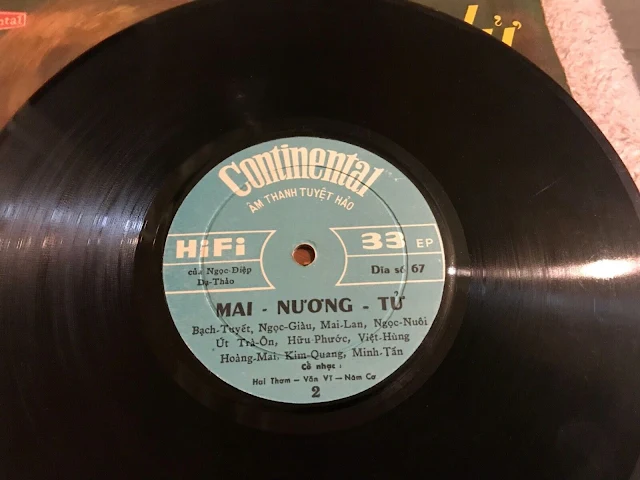 ental
Continental
ÂM THANH TUYỆT HẢO
HiFi
33 EP
của Ngọc-Điệp
Dạ-Thảo
Dĩa số 67
MAI - NƯƠNG - TỬ
Bạch-Tuyết, Ngọc-Giàu, Mai-Lan, Ngọc-Nuôi
Út Trà-Ôn, Hữu-Phước, Việt-Hùng
Hoàng-Mai, Kim-Quang, Minh-Tấn
Cổ nhạc :
Hai Thơm - Văn Vĩ - Năm Cơ
2